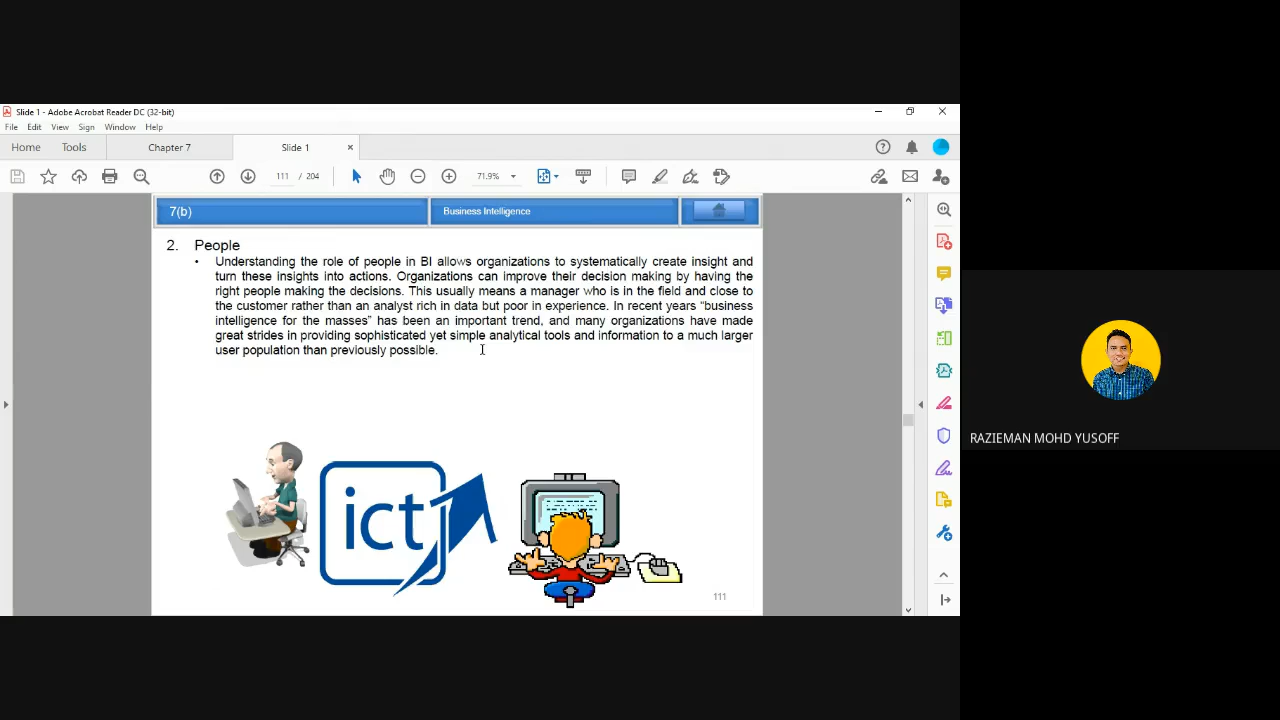 Slide 1 - Adobe Acrobat Reader DC (32-bit)
File Edit View Sign Window Help
Home Tools Chapter 7 Slide 1
111 / 204 71.9%
7(b) Business Intelligence
2. People
• Understanding the role of people in BI allows organizations to systematically create insight and
turn these insights into actions. Organizations can improve their decision making by having the
right people making the decisions. This usually means a manager who is in the field and close to
the customer rather than an analyst rich in data but poor in experience. In recent years “business
intelligence for the masses” has been an important trend, and many organizations have made
great strides in providing sophisticated yet simple analytical tools and information to a much larger
user population than previously possible.
ict
111
RAZIEMAN MOHD YUSOFF